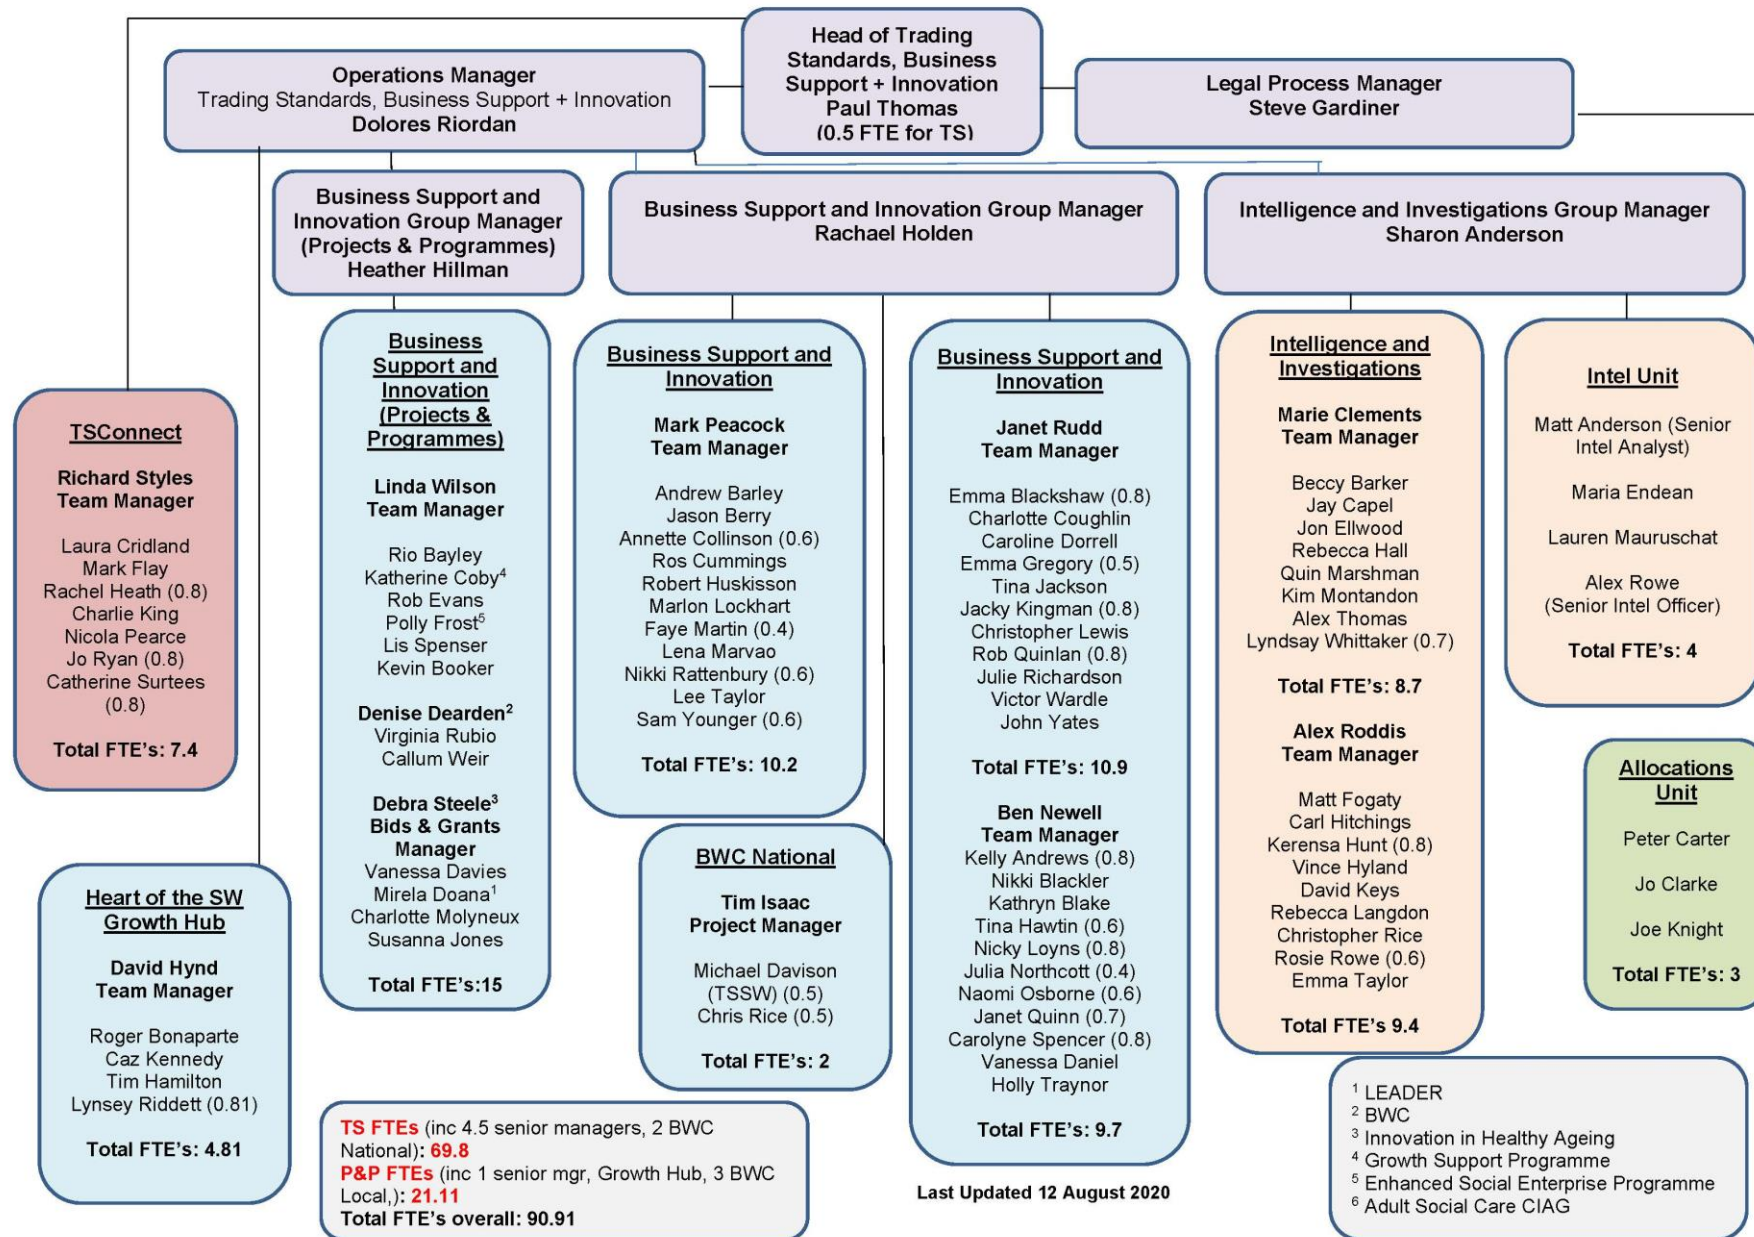 Head of Trading
Standards, Business
Support + Innovation
Paul Thomas
(0.5 FTE for TS)
Operations Manager
Trading Standards, Business Support + Innovation
Dolores Riordan
Legal Process Manager
Steve Gardiner
Business Support and
Innovation Group Manager
(Projects & Programmes)
Heather Hillman
Business Support and Innovation Group Manager
Rachael Holden
Intelligence and Investigations Group Manager
Sharon Anderson
TSConnect
Richard Styles
Team Manager
Laura Cridland
Mark Flay
Rachel Heath (0.8)
Charlie King
Nicola Pearce
Jo Ryan (0.8)
Catherine Surtees
(0.8)
Total FTE's: 7.4
Heart of the SW
Growth Hub
David Hynd
Team Manager
Roger Bonaparte
Caz Kennedy
Tim Hamilton
Lynsey Riddett (0.81)
Total FTE's: 4.81
Business
Support and
Innovation
(Projects &
Programmes)
Linda Wilson
Team Manager
Rio Bayley
Katherine Coby⁴
Rob Evans
Polly Frost⁵
Lis Spenser
Kevin Booker
Denise Dearden²
Virginia Rubio
Callum Weir
Debra Steele³
Bids & Grants
Manager
Vanessa Davies
Mirela Doana¹
Charlotte Molyneux
Susanna Jones
Total FTE's:15
Business Support and
Innovation
Mark Peacock
Team Manager
Andrew Barley
Jason Berry
Annette Collinson (0.6)
Ros Cummings
Robert Huskisson
Marlon Lockhart
Faye Martin (0.4)
Lena Marvao
Nikki Rattenbury (0.6)
Lee Taylor
Sam Younger (0.6)
Total FTE's: 10.2
BWC National
Tim Isaac
Project Manager
Michael Davison
(TSSW) (0.5)
Chris Rice (0.5)
Total FTE's: 2
Business Support and
Innovation
Janet Rudd
Team Manager
Emma Blackshaw (0.8)
Charlotte Coughlin
Caroline Dorrell
Emma Gregory (0.5)
Tina Jackson
Jacky Kingman (0.8)
Christopher Lewis
Rob Quinlan (0.8)
Julie Richardson
Victor Wardle
John Yates
Total FTE's: 10.9
Ben Newell
Team Manager
Kelly Andrews (0.8)
Nikki Blackler
Kathryn Blake
Tina Hawtin (0.6)
Nicky Loyns (0.8)
Julia Northcott (0.4)
Naomi Osborne (0.6)
Janet Quinn (0.7)
Carolyne Spencer (0.8)
Vanessa Daniel
Holly Traynor
Total FTE's: 9.7
Intelligence and
Investigations
Marie Clements
Team Manager
Beccy Barker
Jay Capel
Jon Ellwood
Rebecca Hall
Quin Marshman
Kim Montandon
Alex Thomas
Lyndsay Whittaker (0.7)
Total FTE's: 8.7
Alex Roddis
Team Manager
Matt Fogaty
Carl Hitchings
Kerensa Hunt (0.8)
Vince Hyland
David Keys
Rebecca Langdon
Christopher Rice
Rosie Rowe (0.6)
Emma Taylor
Total FTE's 9.4
Intel Unit
Matt Anderson (Senior
Intel Analyst)
Maria Endean
Lauren Mauruschat
Alex Rowe
(Senior Intel Officer)
Total FTE's: 4
Allocations
Unit
Peter Carter
Jo Clarke
Joe Knight
Total FTE's: 3
TS FTEs (inc 4.5 senior managers, 2 BWC
National): 69.8
P&P FTEs (inc 1 senior mgr, Growth Hub, 3 BWC
Local,): 21.11
Total FTE's overall: 90.91
Last Updated 12 August 2020
¹ LEADER
² BWC
³ Innovation in Healthy Ageing
⁴ Growth Support Programme
⁵ Enhanced Social Enterprise Programme
⁶ Adult Social Care CIAG